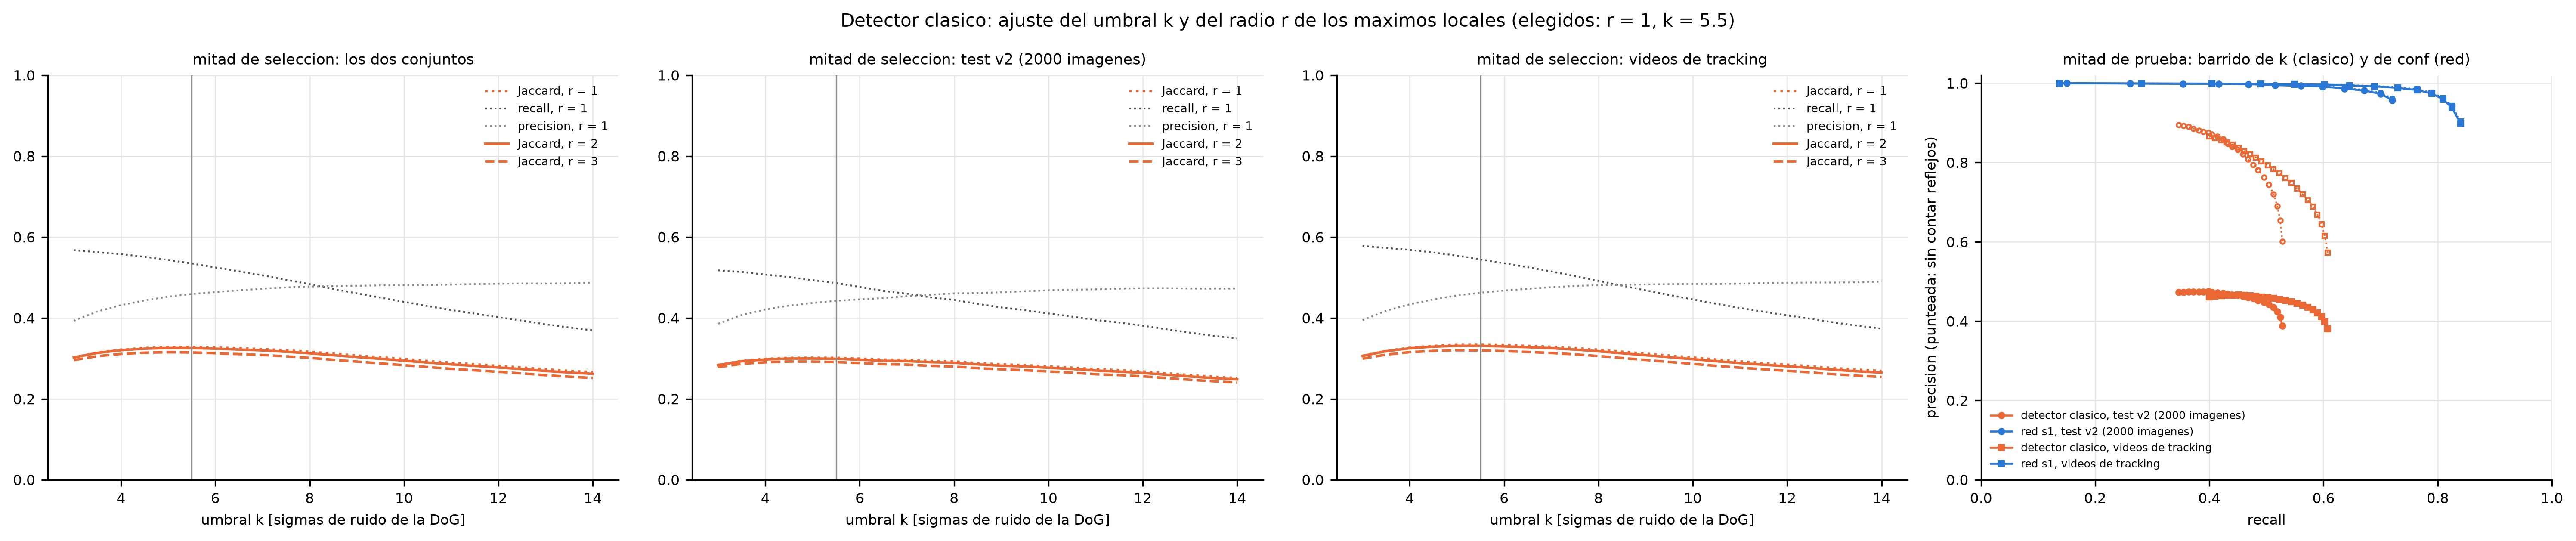 Detector clasico: ajuste del umbral k y del radio r de los maximos locales (elegidos: r = 1, k = 5.5)
mitad de seleccion: los dos conjuntos
1.0
0.8
0.6
0.4
0.2
0.0
4
6
8
10
12
14
umbral k [sigmas de ruido de la DoG]
Jaccard, r = 1
recall, r = 1
precision, r = 1
Jaccard, r = 2
Jaccard, r = 3
mitad de seleccion: test v2 (2000 imagenes)
1.0
0.8
0.6
0.4
0.2
0.0
4
6
8
10
12
14
umbral k [sigmas de ruido de la DoG]
Jaccard, r = 1
recall, r = 1
precision, r = 1
Jaccard, r = 2
Jaccard, r = 3
mitad de seleccion: videos de tracking
1.0
0.8
0.6
0.4
0.2
0.0
4
6
8
10
12
14
umbral k [sigmas de ruido de la DoG]
Jaccard, r = 1
recall, r = 1
precision, r = 1
Jaccard, r = 2
Jaccard, r = 3
mitad de prueba: barrido de k (clasico) y de conf (red)
precision (punteada: sin contar reflejos)
1.0
0.8
0.6
0.4
0.2
0.0
0.0
0.2
0.4
0.6
0.8
1.0
recall
detector clasico, test v2 (2000 imagenes)
red s1, test v2 (2000 imagenes)
detector clasico, videos de tracking
red s1, videos de tracking